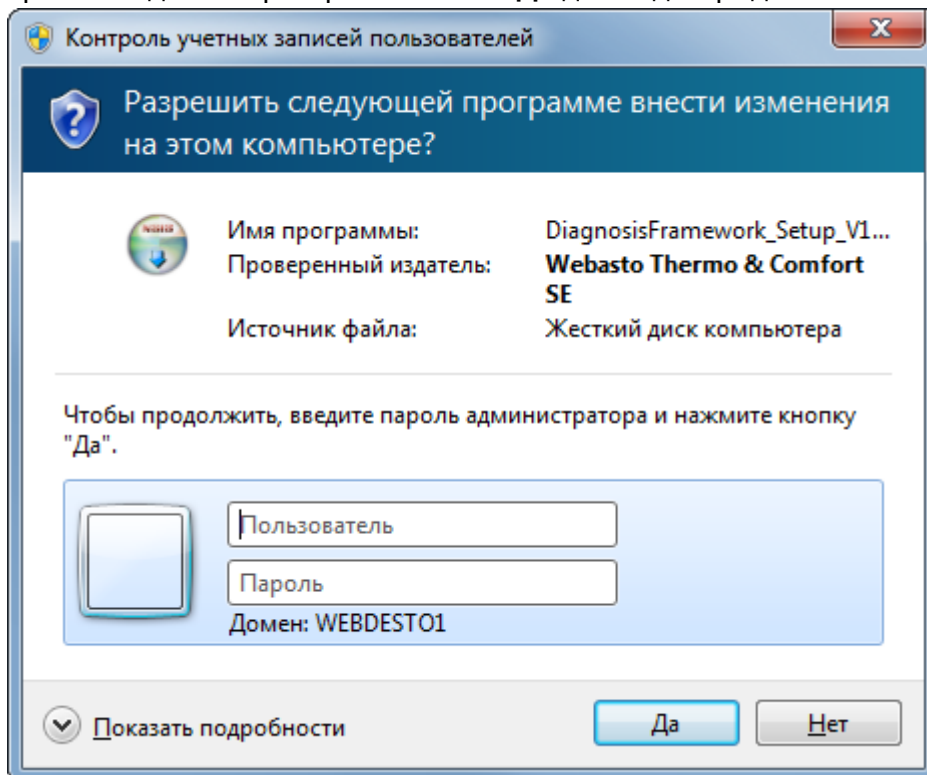 Контроль учетных записей пользователей
Разрешить следующей программе внести изменения
на этом компьютере?
Имя программы: DiagnosisFramework_Setup_V1...
Проверенный издатель: Webasto Thermo & Comfort
SE
Источник файла: Жесткий диск компьютера
Чтобы продолжить, введите пароль администратора и нажмите кнопку
"Да".
Пользователь
Пароль
Домен: WEBDESTO1
Показать подробности Да Нет